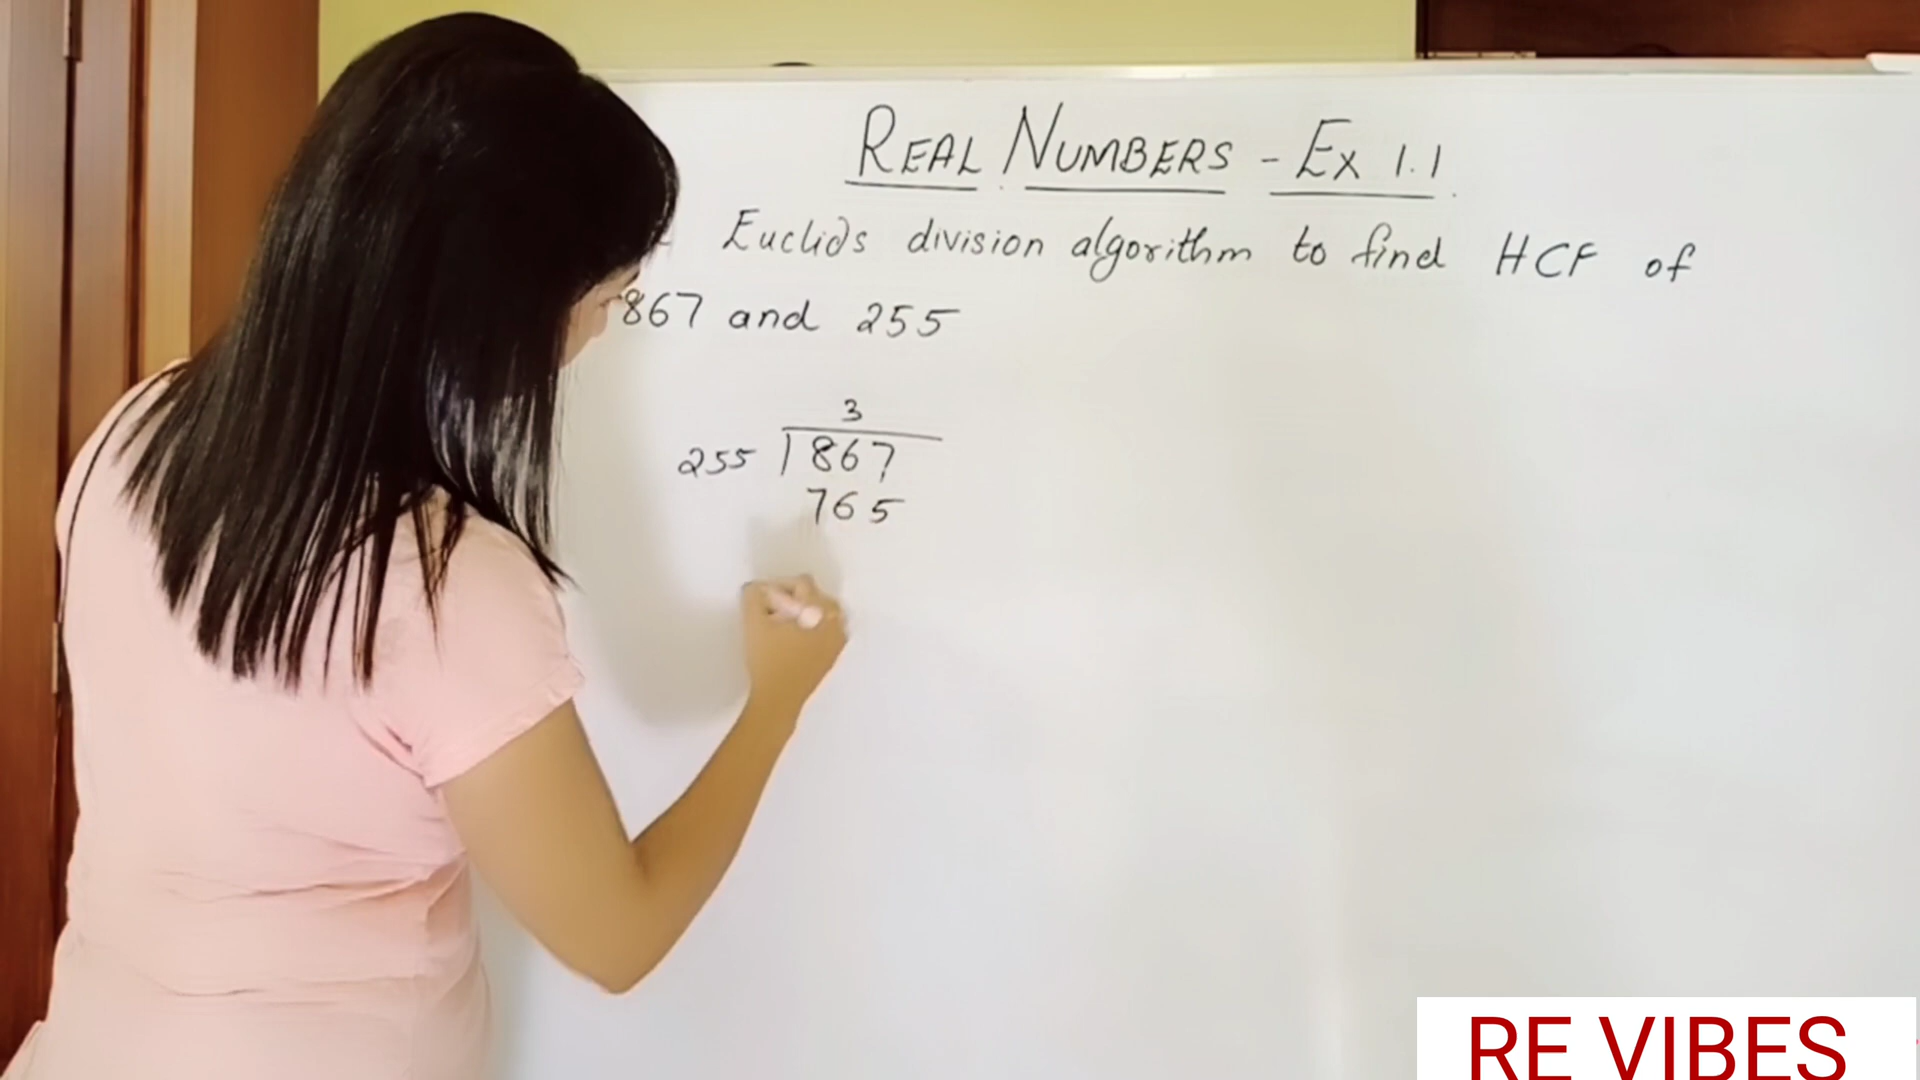 REAL NUMBERS - Ex 1.1
Euclids division algorithm to find HCF of
867 and 255
3
255 867
765
RE VIBES